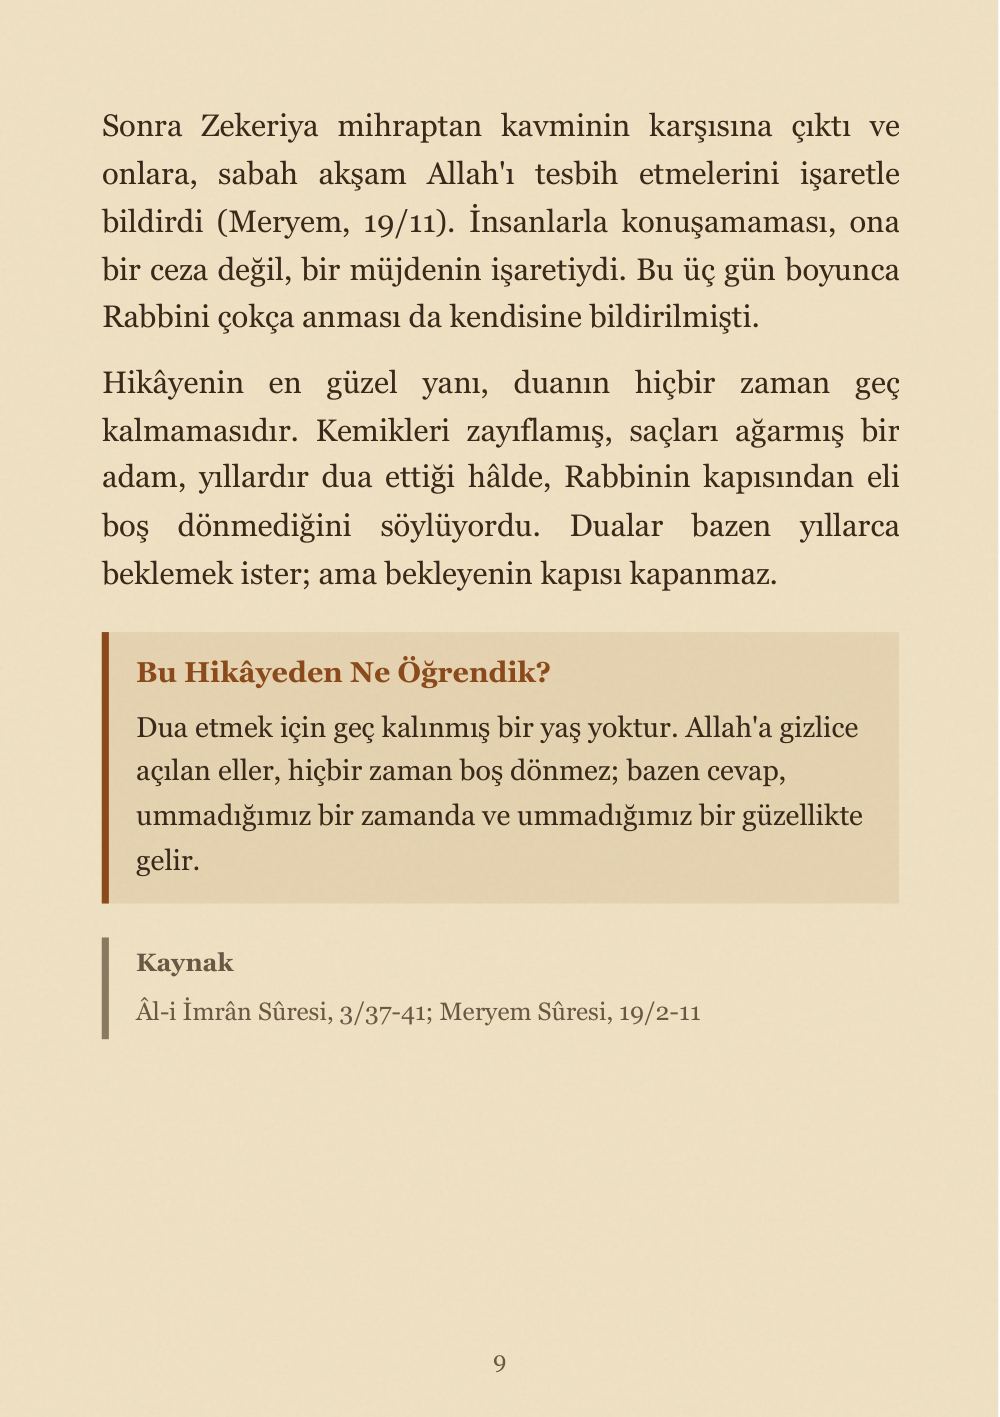 Sonra Zekeriya mihraptan kavminin karşısına çıktı ve
onlara, sabah akşam Allah'ı tesbih etmelerini işaretle
bildirdi (Meryem, 19/11). İnsanlarla konuşamaması, ona
bir ceza değil, bir müjdenin işaretiydi. Bu üç gün boyunca
Rabbini çokça anması da kendisine bildirilmişti.
Hikâyenin en güzel yanı, duanın hiçbir zaman geç
kalmamasıdır. Kemikleri zayıflamış, saçları ağarmış bir
adam, yıllardır dua ettiği hâlde, Rabbinin kapısından eli
boş dönmediğini söylüyordu. Dualar bazen yıllarca
beklemek ister; ama bekleyenin kapısı kapanmaz.
Bu Hikâyeden Ne Öğrendik?
Dua etmek için geç kalınmış bir yaş yoktur. Allah'a gizlice
açılan eller, hiçbir zaman boş dönmez; bazen cevap,
ummadığımız bir zamanda ve ummadığımız bir güzellikte
gelir.
Kaynak
Âl-i İmrân Sûresi, 3/37-41; Meryem Sûresi, 19/2-11
9